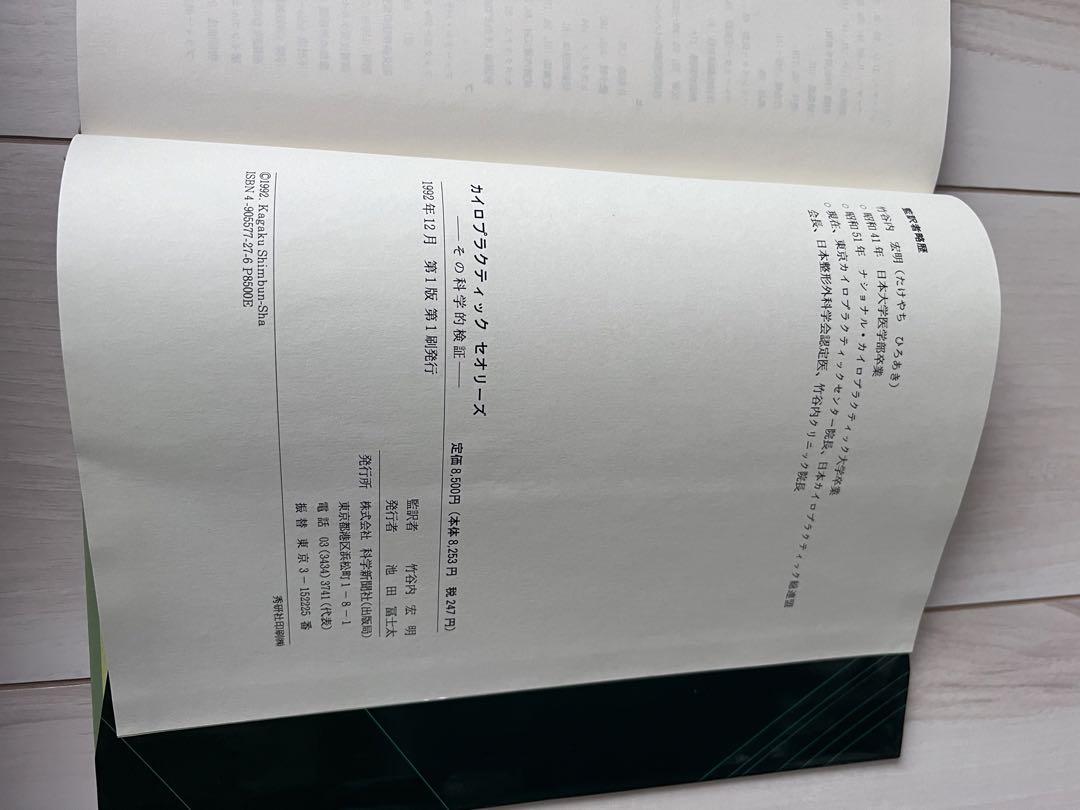 監訳者略歴
竹谷内 宏明（たけやち ひろあき）
○昭和41年 日本大学医学部卒業
○昭和51年 ナショナル・カイロプラクティック大学卒業
○現在、東京カイロプラクティックセンター院長、日本カイロプラクティック総連盟
会長、日本整形外科学会認定医、竹谷内クリニック院長
カイロプラクティック セオリーズ
――その科学的検証――
定価8,500円（本体8,253円 税247円）
1992年12月 第1版 第1刷発行
監訳者 竹谷内 宏明
発行者 池田 冨士太
発行所 株式会社 科学新聞社(出版局)
東京都港区浜松町1-8-1
電話 03(3434)3741(代表)
振替 東京3-152225番
秀研社印刷㈱
©1992. Kagaku Shimbun-Sha
ISBN4-905577-27-6 P8500E